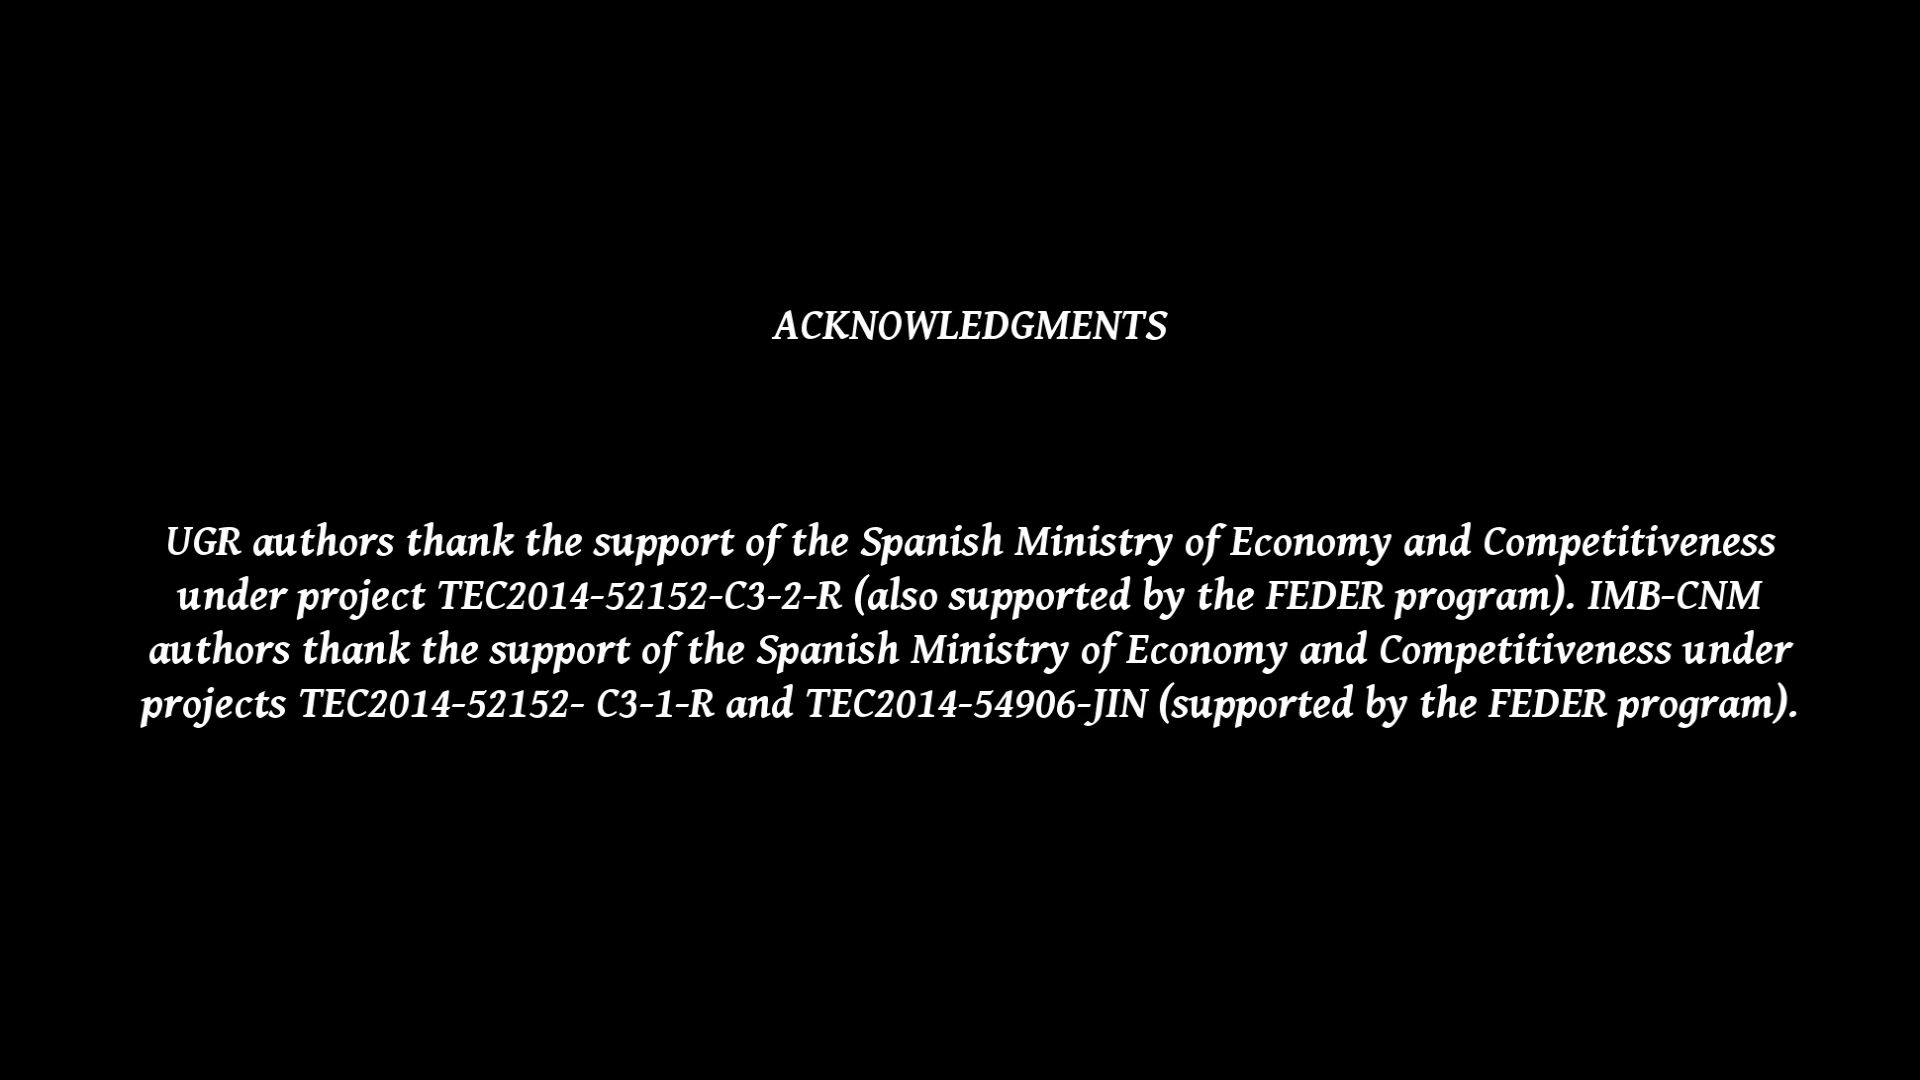 ACKNOWLEDGMENTS
UGR authors thank the support of the Spanish Ministry of Economy and Competitiveness
under project TEC2014-52152-C3-2-R (also supported by the FEDER program). IMB-CNM
authors thank the support of the Spanish Ministry of Economy and Competitiveness under
projects TEC2014-52152- C3-1-R and TEC2014-54906-JIN (supported by the FEDER program).